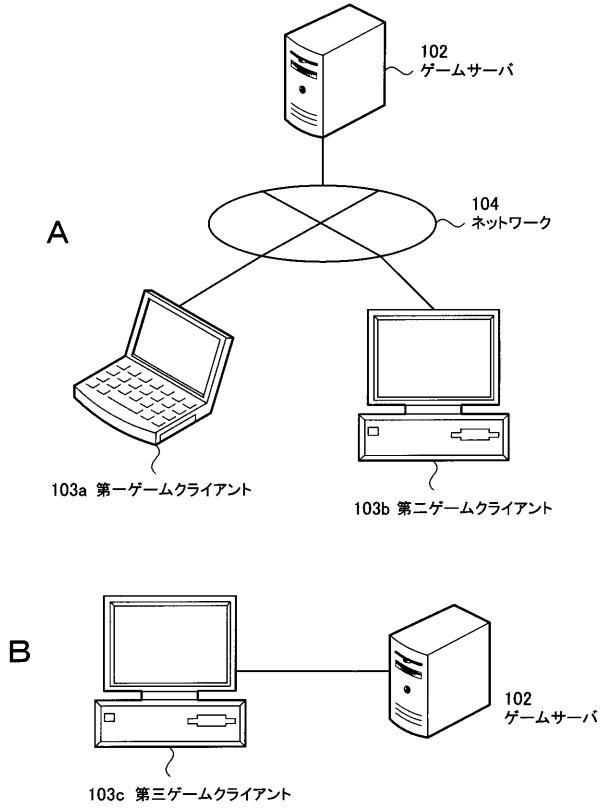 102
ゲームサーバ
104
ネットワーク
A
103a 第一ゲームクライアント
103b 第二ゲームクライアント
B
102
ゲームサーバ
103c 第三ゲームクライアント